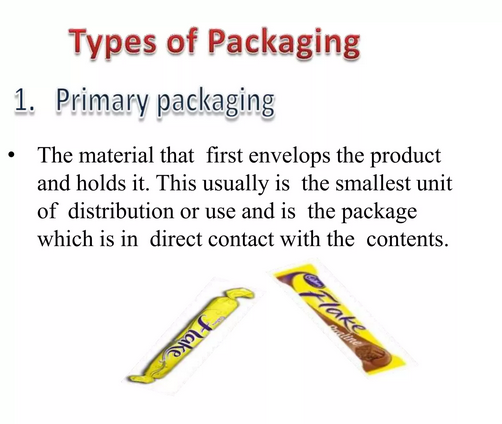 Types of Packaging
1. Primary packaging
• The material that first envelops the product
and holds it. This usually is the smallest unit
of distribution or use and is the package
which is in direct contact with the contents.
Flake
Flake
Praline